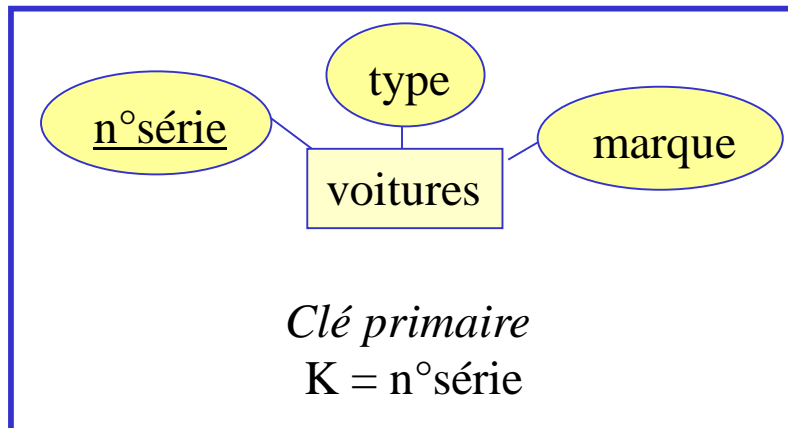 type
n°série
marque
voitures
Clé primaire
K = n°série